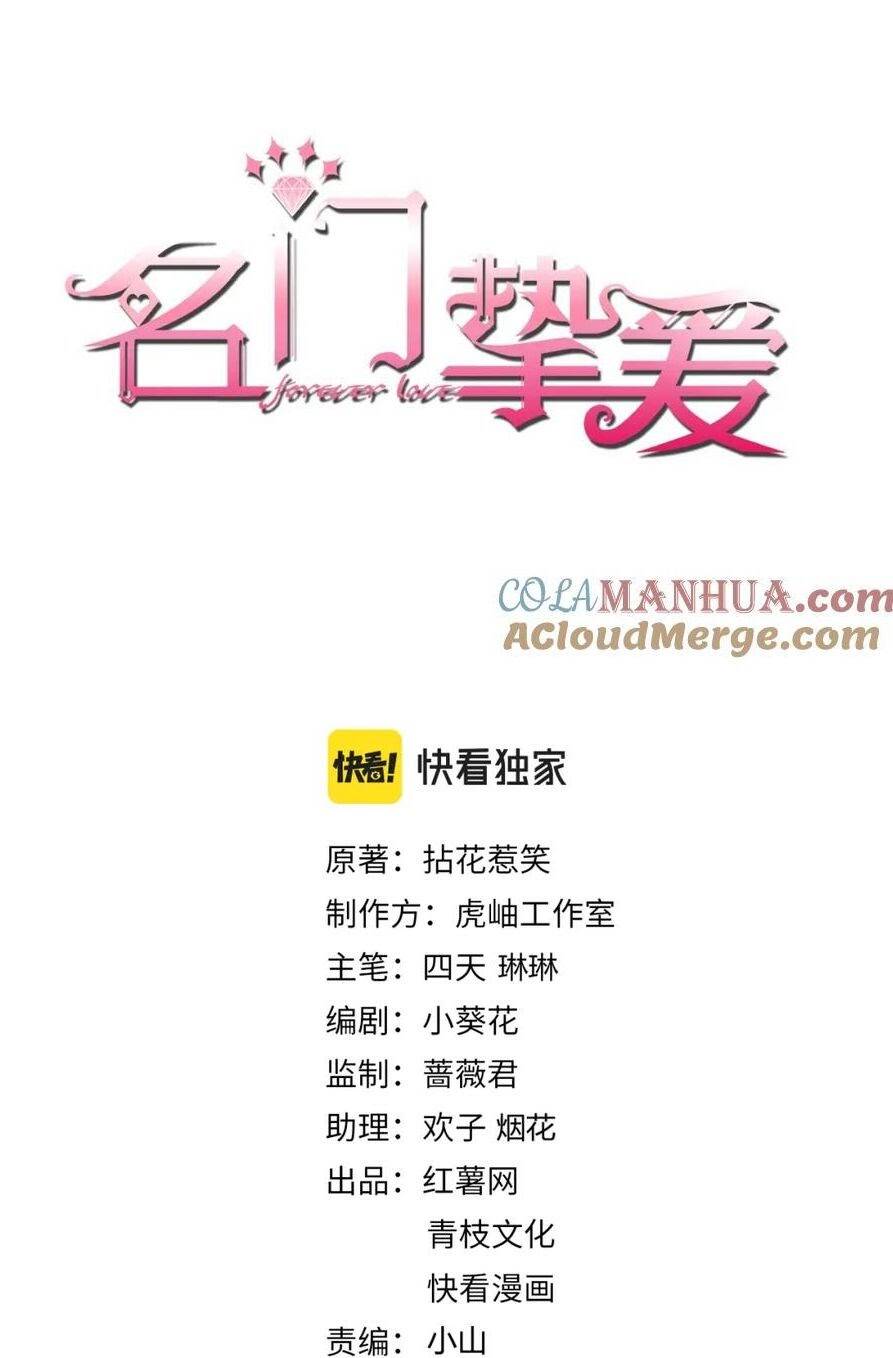 名门挚爱
forever love
COLAMANHUA.com
ACloudMerge.com
快看! 快看独家
原著：拈花惹笑
制作方：虎岫工作室
主笔：四天 琳琳
编剧：小葵花
监制：蔷薇君
助理：欢子 烟花
出品：红薯网
青枝文化
快看漫画
责编：小山